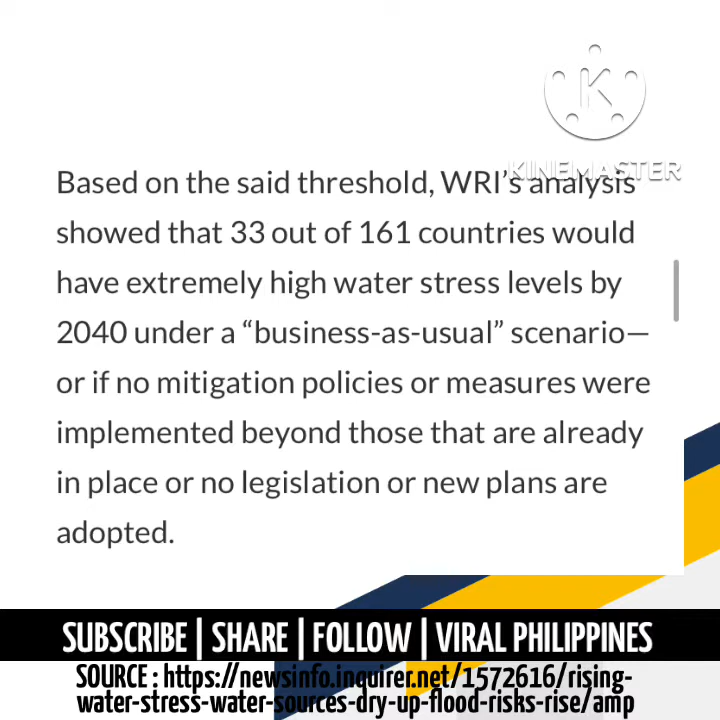 K
KINEMASTER
Based on the said threshold, WRI's analysis
showed that 33 out of 161 countries would
have extremely high water stress levels by
2040 under a “business-as-usual” scenario—
or if no mitigation policies or measures were
implemented beyond those that are already
in place or no legislation or new plans are
adopted.
SUBSCRIBE | SHARE | FOLLOW | VIRAL PHILIPPINES
SOURCE : https://newsinfo.inquirer.net/1572616/rising-
water-stress-water-sources-dry-up-flood-risks-rise/amp